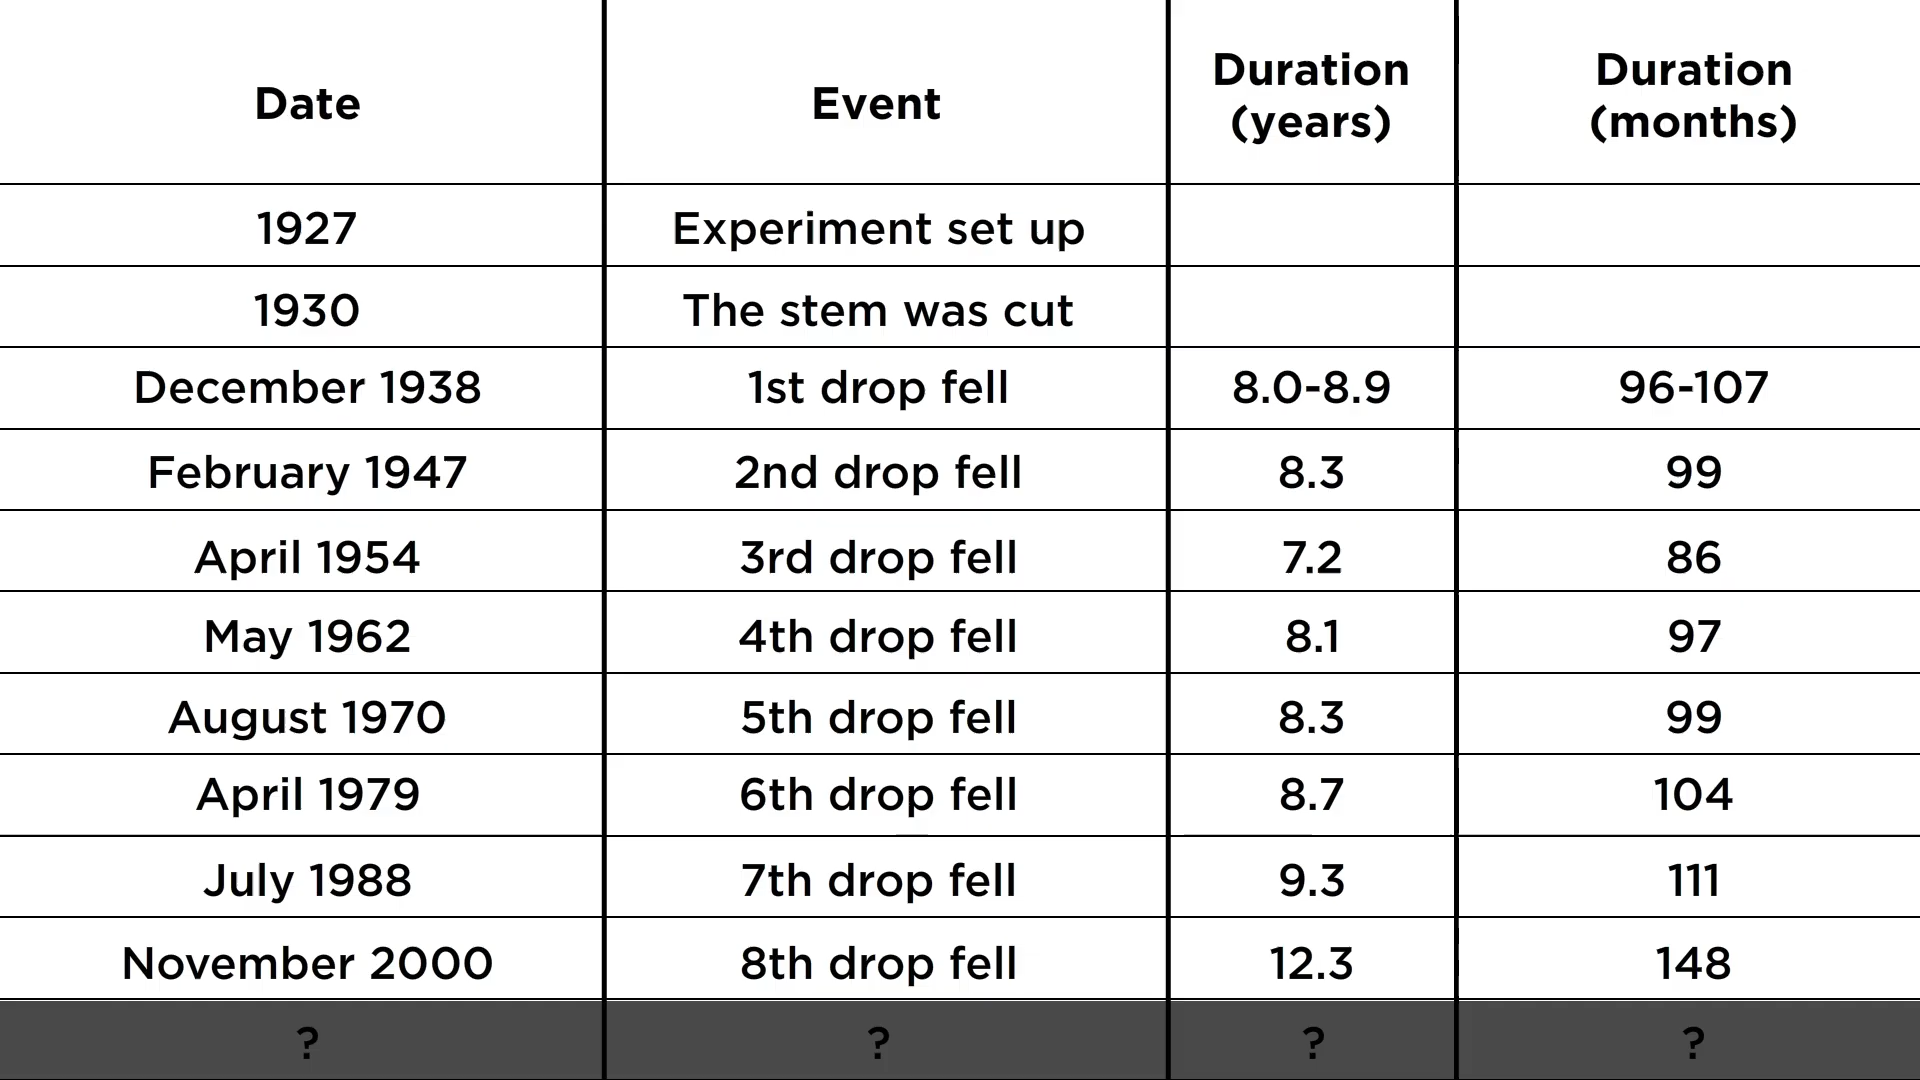 Date Event Duration (years) Duration (months)
1927 Experiment set up
1930 The stem was cut
December 1938 1st drop fell 8.0-8.9 96-107
February 1947 2nd drop fell 8.3 99
April 1954 3rd drop fell 7.2 86
May 1962 4th drop fell 8.1 97
August 1970 5th drop fell 8.3 99
April 1979 6th drop fell 8.7 104
July 1988 7th drop fell 9.3 111
November 2000 8th drop fell 12.3 148
? ? ? ?